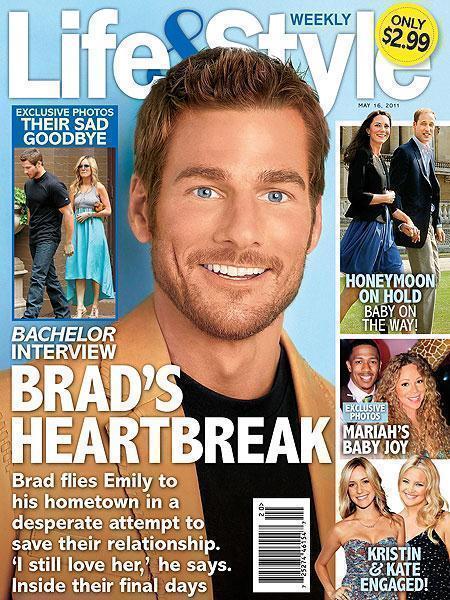 Life&Style
WEEKLY
ONLY
$2.99
MAY 16, 2011
EXCLUSIVE PHOTOS
THEIR SAD
GOODBYE
HONEYMOON
ON HOLD
BABY ON
THE WAY!
BACHELOR
INTERVIEW
BRAD'S
HEARTBREAK
Brad flies Emily to
his hometown in a
desperate attempt to
save their relationship.
'I still love her,' he says.
Inside their final days
EXCLUSIVE
PHOTOS
MARIAH'S
BABY JOY
KRISTIN
& KATE
ENGAGED!
20>